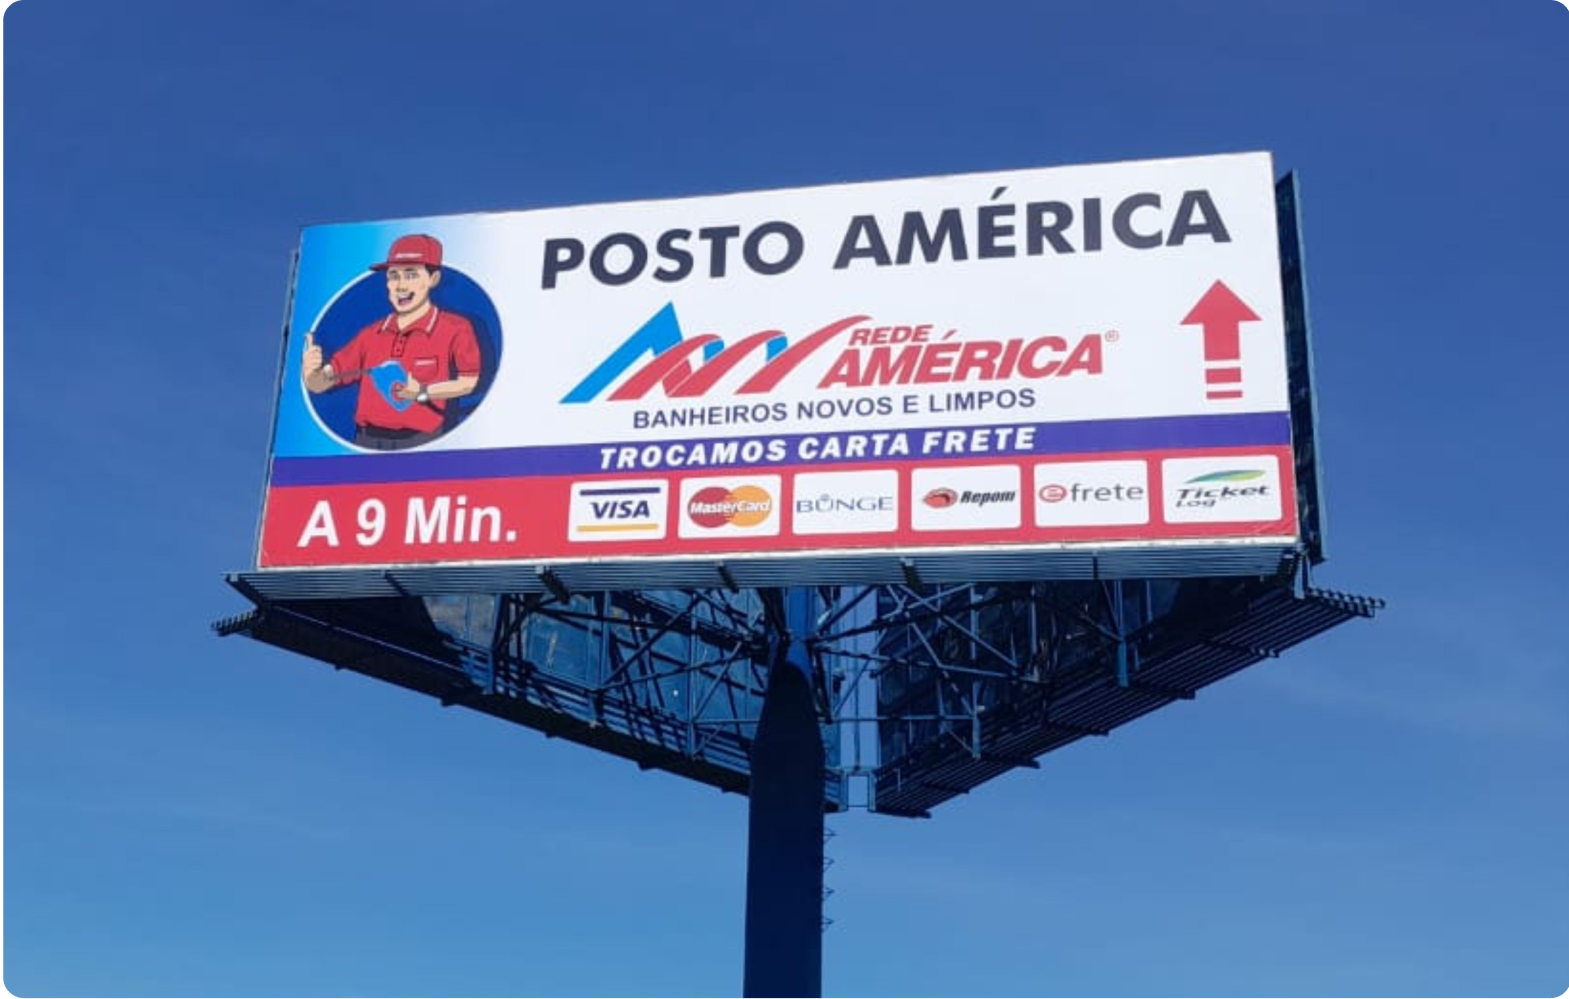 POSTO AMÉRICA
REDE
AMÉRICA®
BANHEIROS NOVOS E LIMPOS
TROCAMOS CARTA FRETE
A 9 Min. VISA MasterCard BUNGE Repom efrete Ticket Log